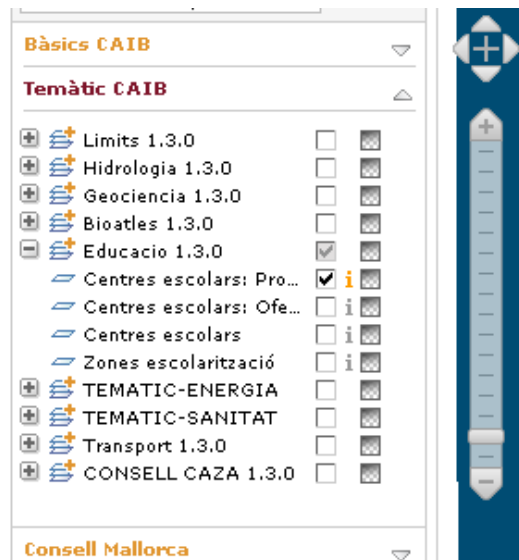 Bàsics CAIB
Temàtic CAIB
Limits 1.3.0
Hidrologia 1.3.0
Geociencia 1.3.0
Bioatles 1.3.0
Educacio 1.3.0
Centres escolars: Pro...
Centres escolars: Ofe...
Centres escolars
Zones escolarització
TEMATIC-ENERGIA
TEMATIC-SANITAT
Transport 1.3.0
CONSELL CAZA 1.3.0
Consell Mallorca